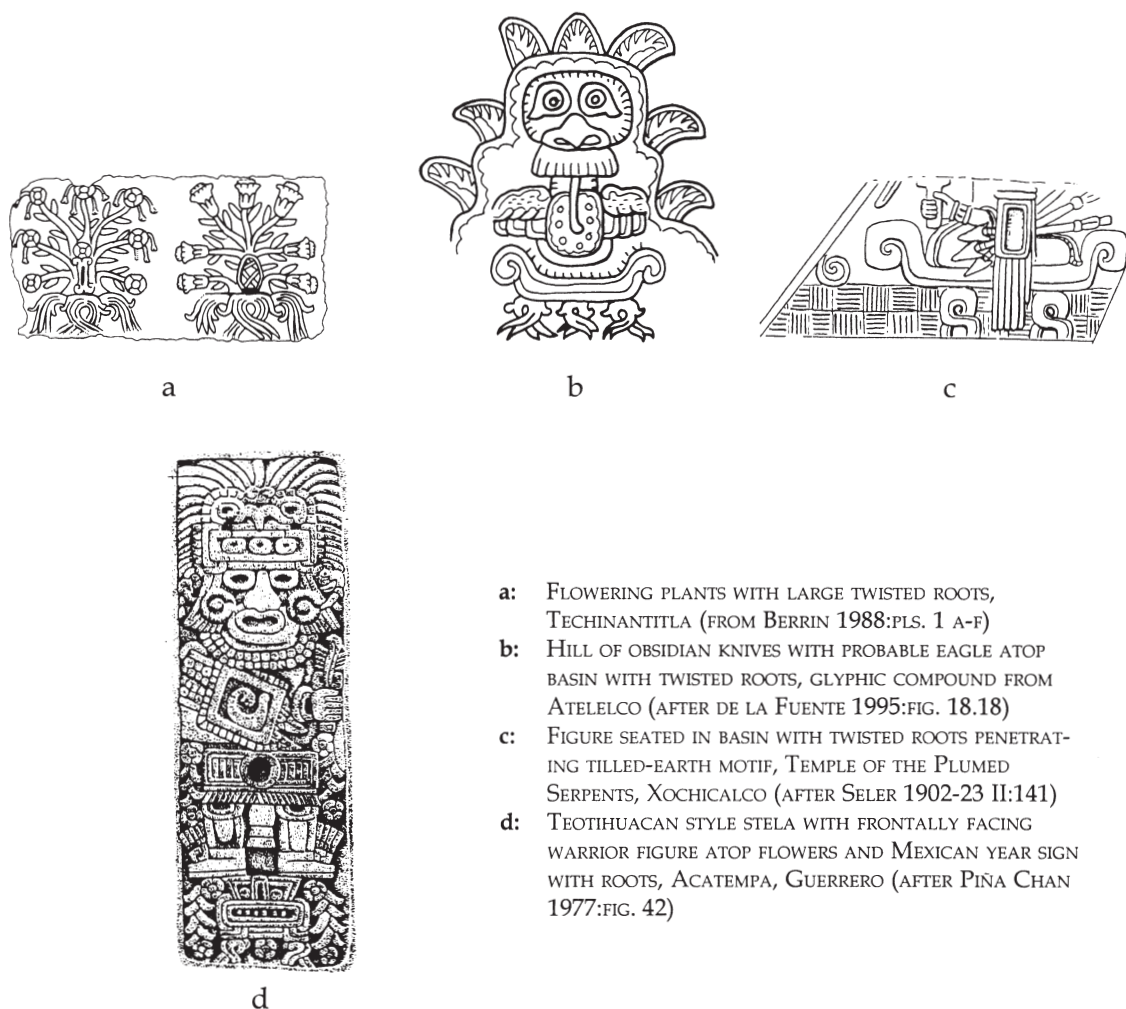 a
b
c
d
a: Flowering plants with large twisted roots,
Techinantitla (from Berrin 1988:pls. 1 a-f)
b: Hill of obsidian knives with probable eagle atop
basin with twisted roots, glyphic compound from
Atelelco (after de la Fuente 1995:fig. 18.18)
c: Figure seated in basin with twisted roots penetrat-
ing tilled-earth motif, Temple of the Plumed
Serpents, Xochicalco (after Seler 1902-23 II:141)
d: Teotihuacan style stela with frontally facing
warrior figure atop flowers and Mexican year sign
with roots, Acatempa, Guerrero (after Piña Chan
1977:fig. 42)